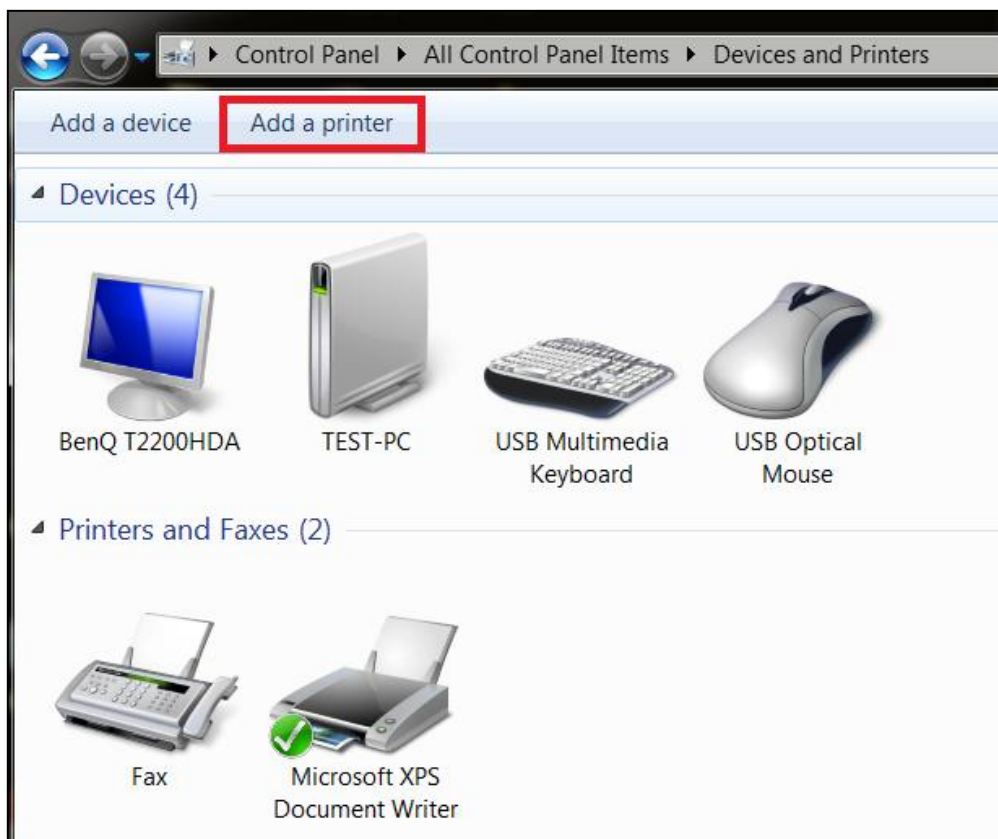 Control Panel ▸ All Control Panel Items ▸ Devices and Printers
Add a device Add a printer
Devices (4)
BenQ T2200HDA TEST-PC USB Multimedia Keyboard USB Optical Mouse
Printers and Faxes (2)
Fax Microsoft XPS Document Writer